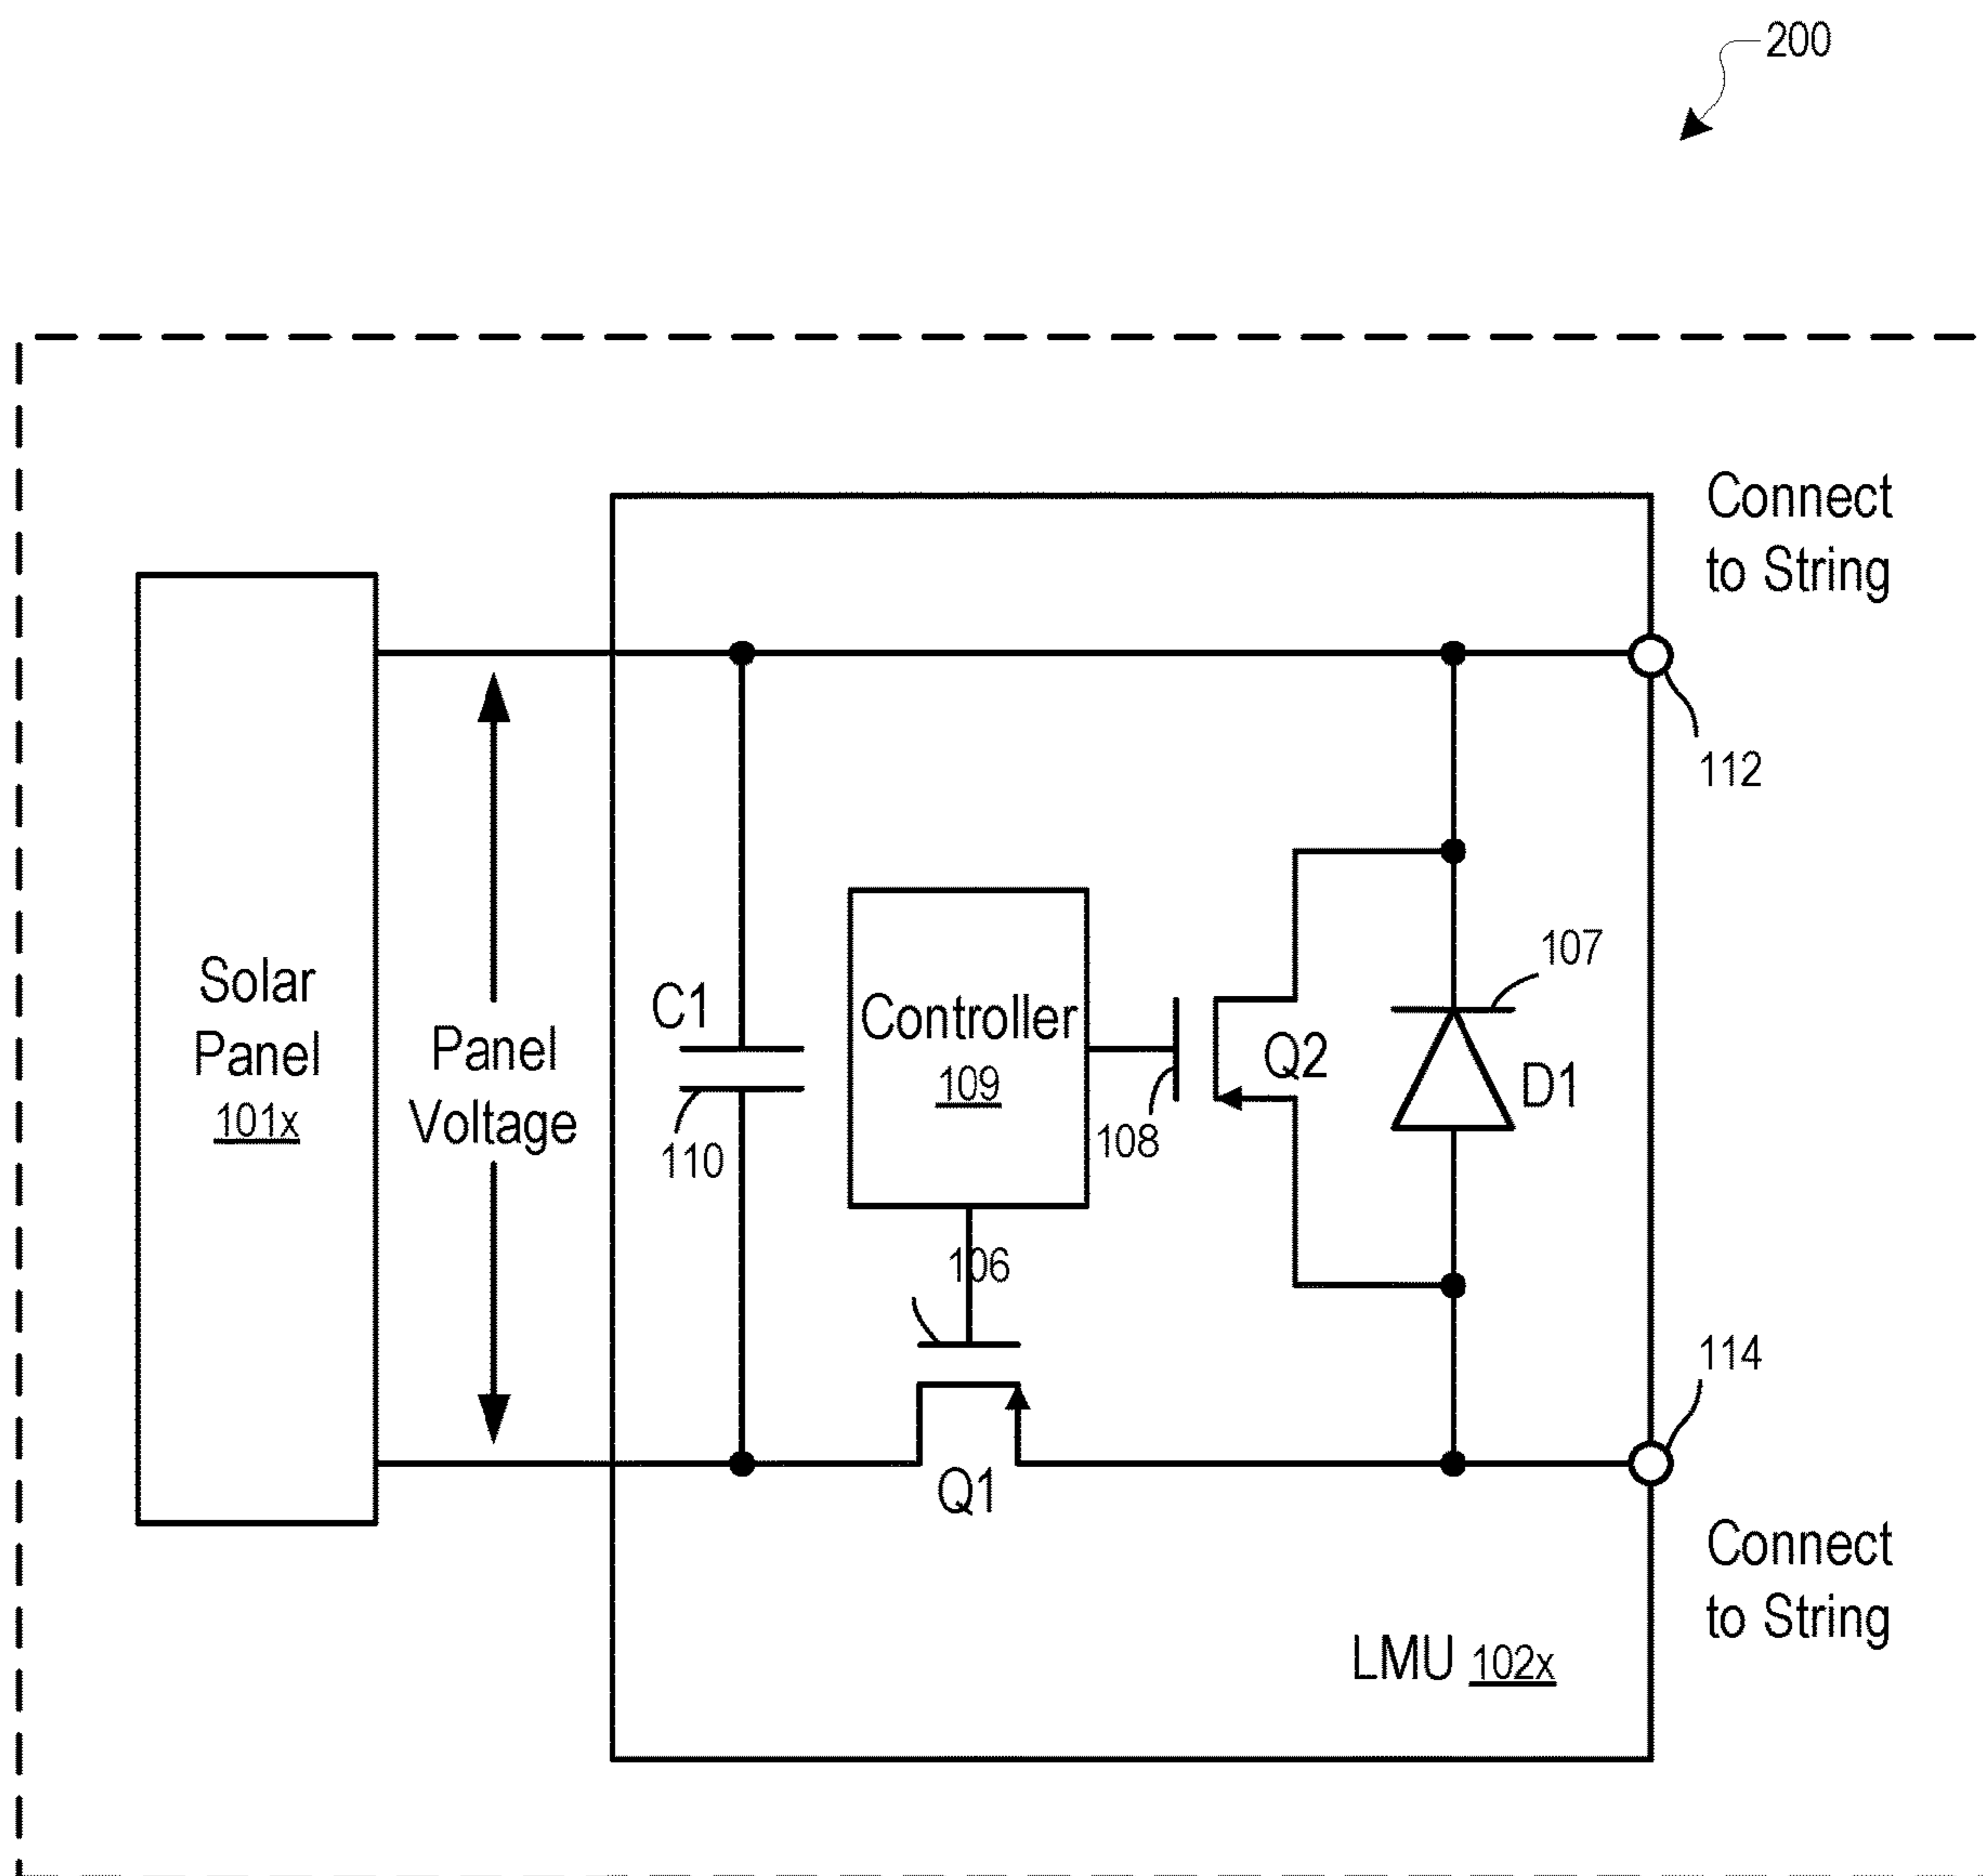 200
Connect
to String
112
Solar
Panel
101x
Panel
Voltage
C1
110
Controller
109
108
Q2
107
D1
106
Q1
114
Connect
to String
LMU 102x